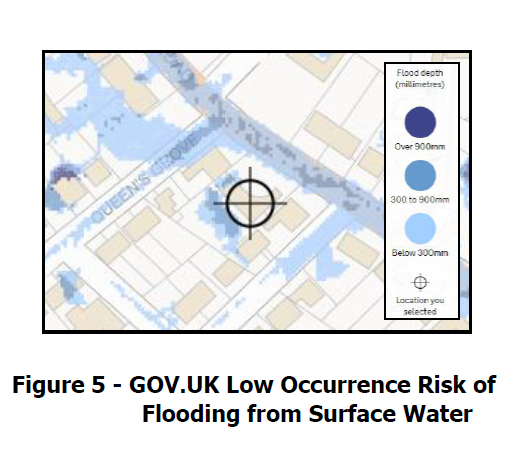 Flood depth
(millimetres)
Over 900mm
300 to 900mm
Below 300mm
Location you
selected
QUEEN'S GROVE
Figure 5 - GOV.UK Low Occurrence Risk of
Flooding from Surface Water